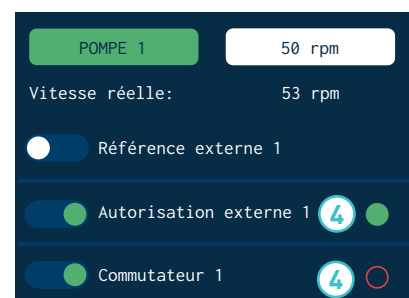 POMPE 1 50 rpm
Vitesse réelle: 53 rpm
Référence externe 1
Autorisation externe 1 4
Commutateur 1 4